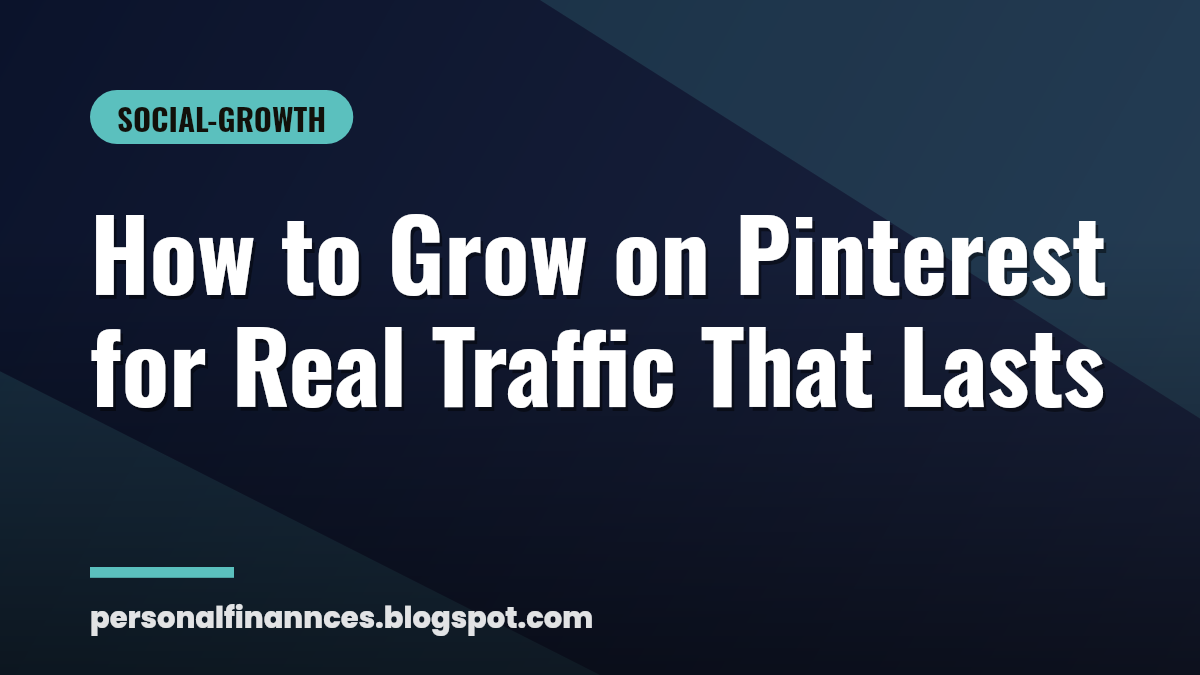 SOCIAL-GROWTH
How to Grow on Pinterest
for Real Traffic That Lasts
personalfinannces.blogspot.com